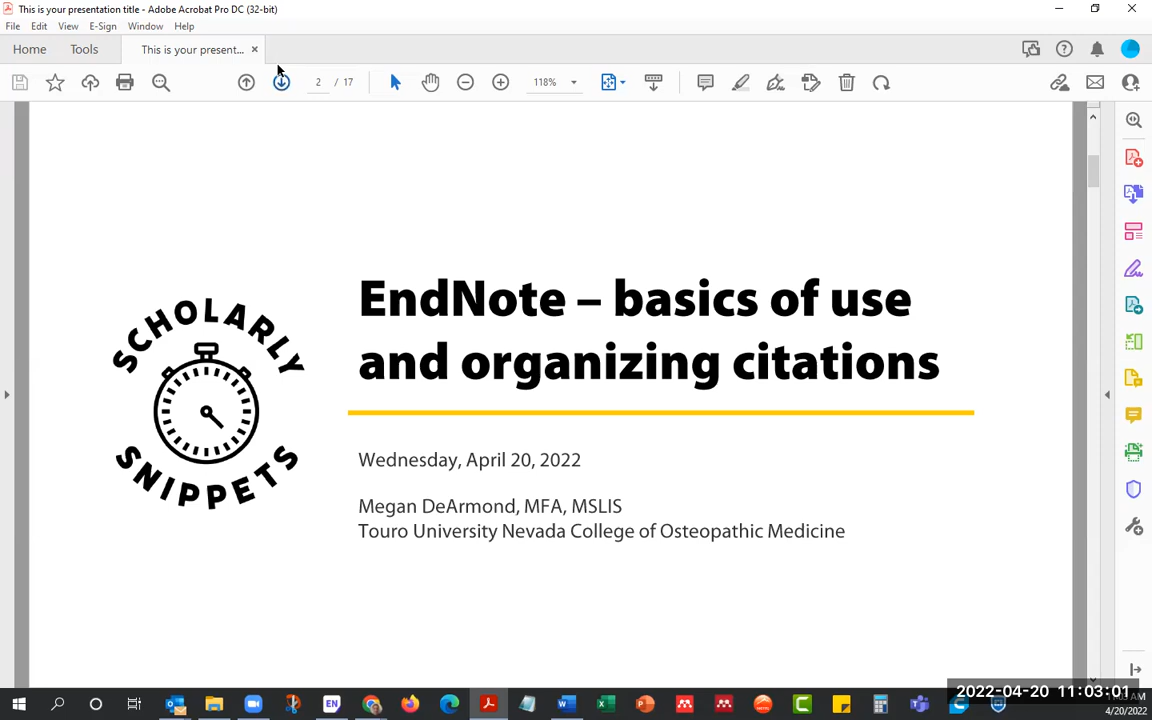 This is your presentation title - Adobe Acrobat Pro DC (32-bit)
File Edit View E-Sign Window Help
Home Tools This is your present... ×
2 / 17 118%
SCHOLARLY
SNIPPETS
EndNote – basics of use
and organizing citations
Wednesday, April 20, 2022
Megan DeArmond, MFA, MSLIS
Touro University Nevada College of Osteopathic Medicine
EN
2022-04-20 11:03:01
4/20/2022